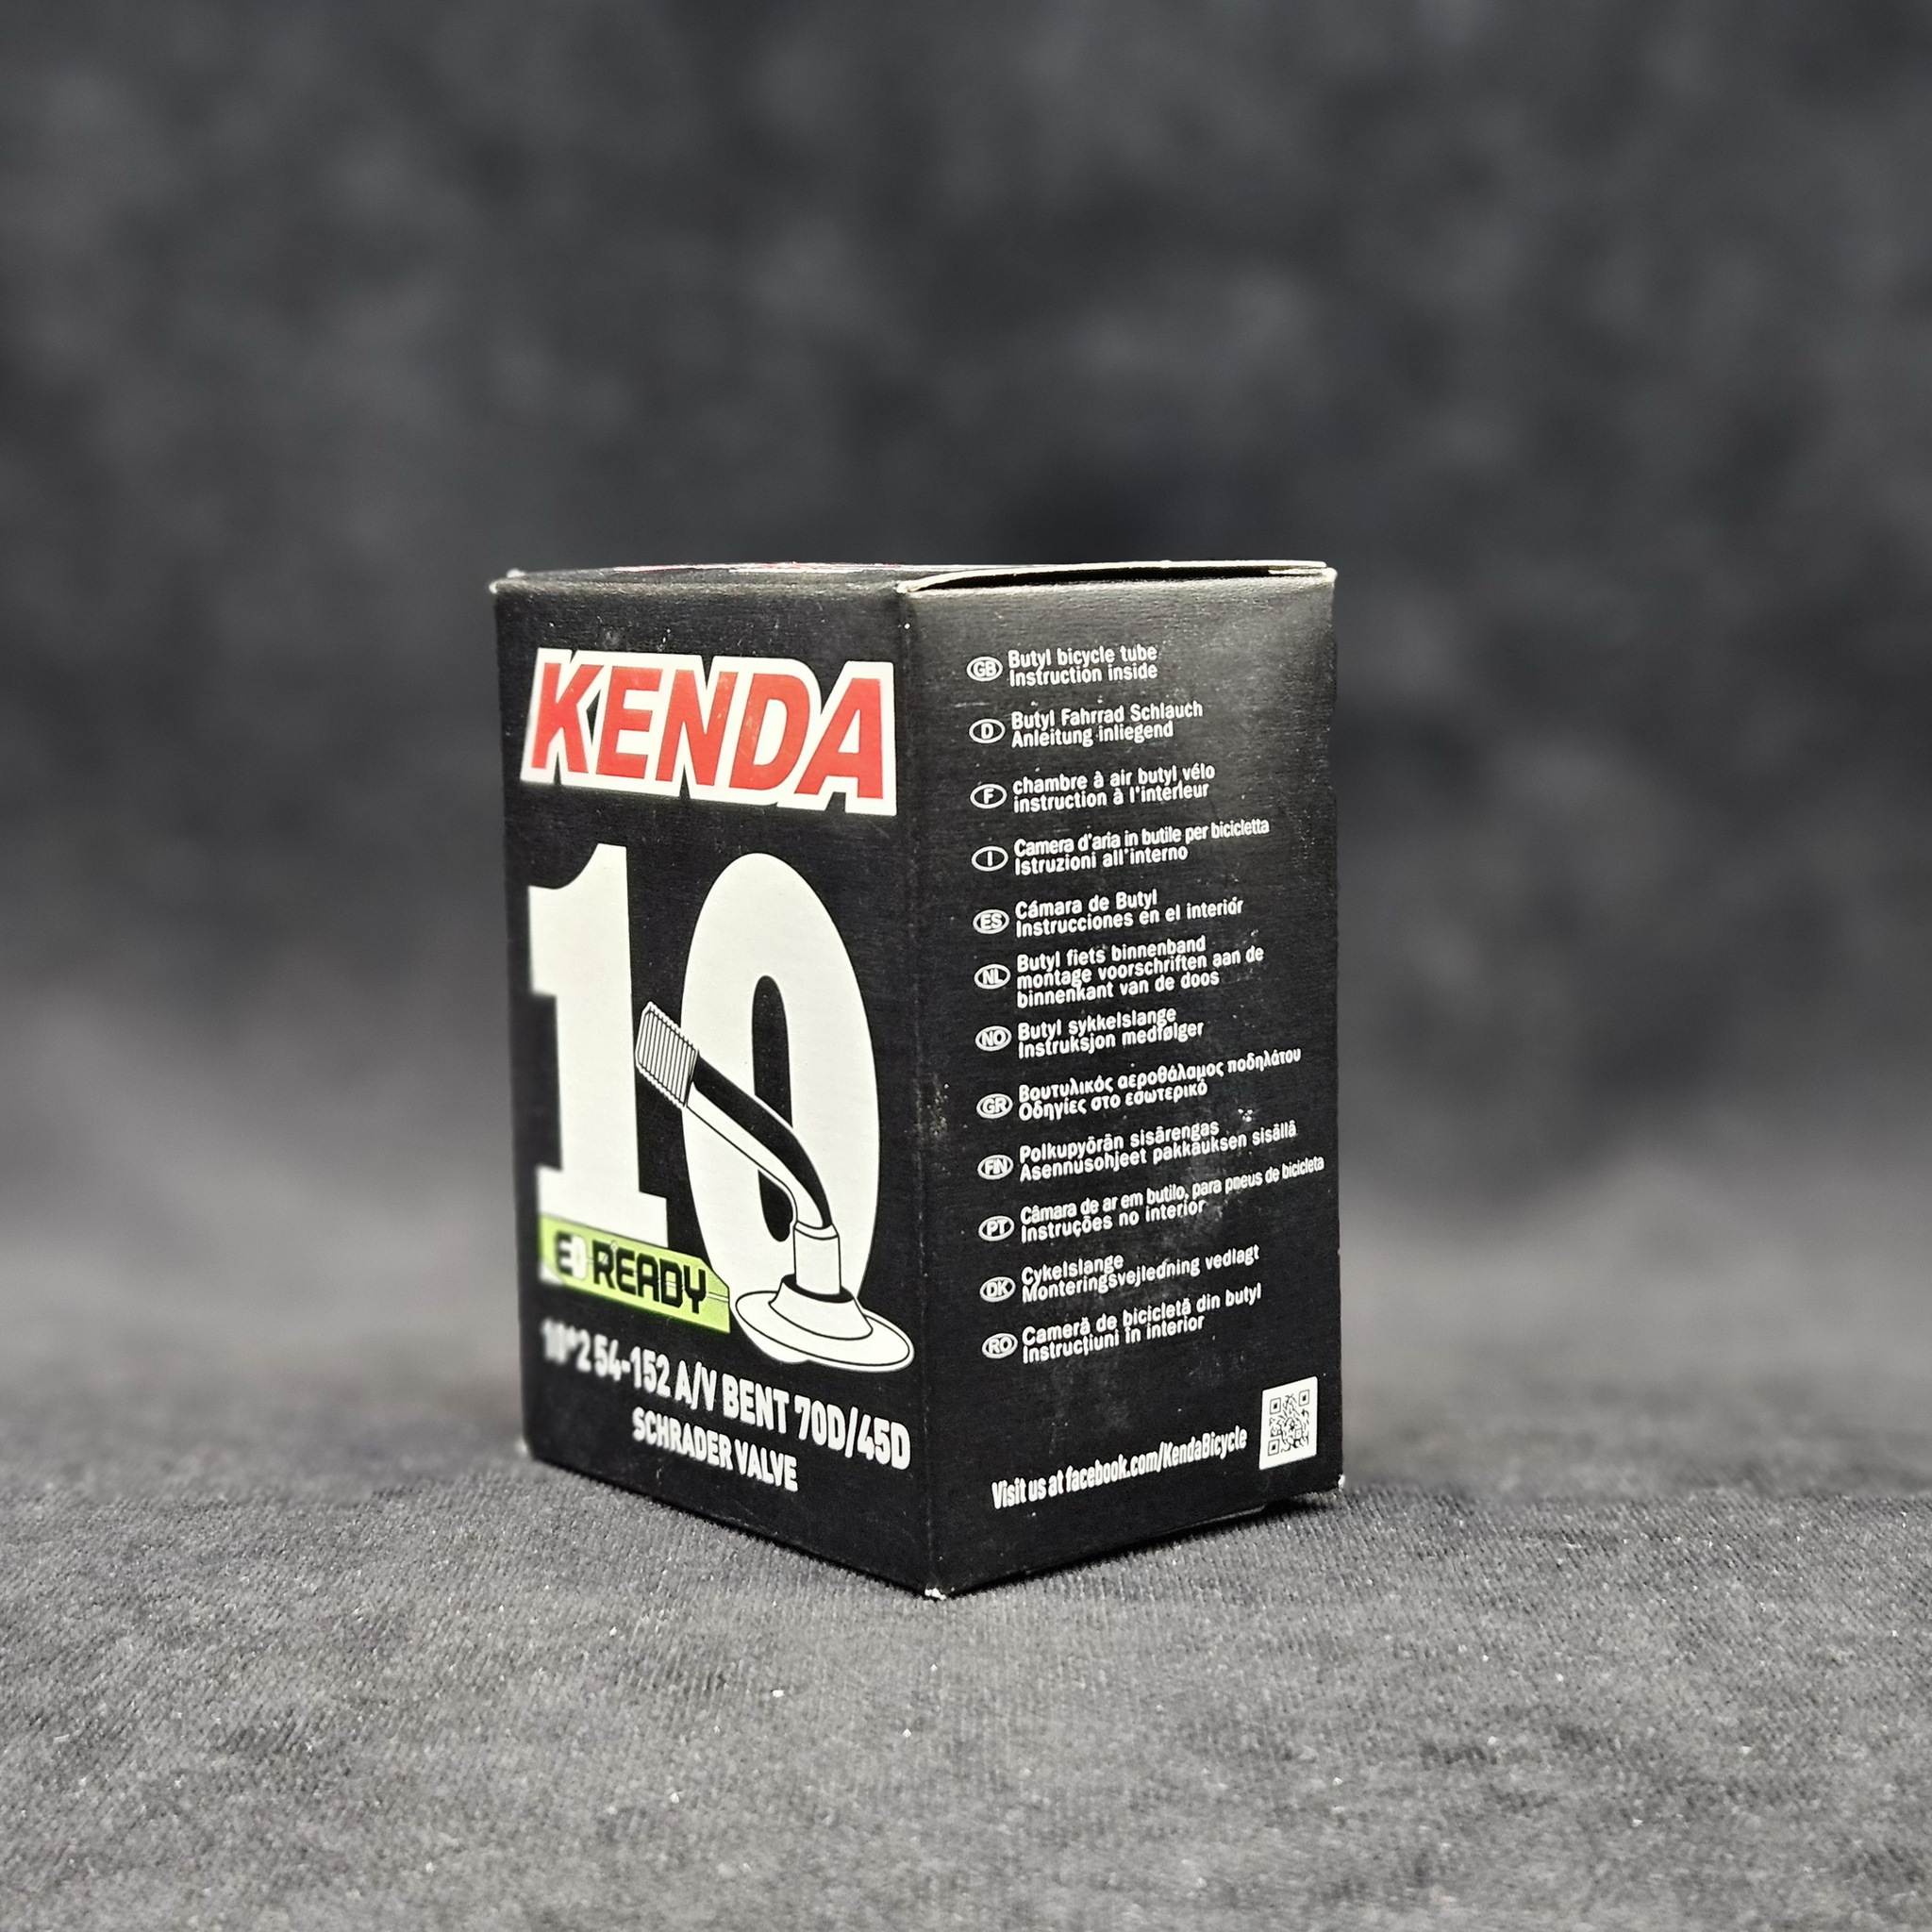 KENDA
10
READY
10*2 54-152 A/V BENT 70D/45D
SCHRADER VALVE
GB Butyl bicycle tube
Instruction inside
D Butyl Fahrrad Schlauch
Anleitung inliegend
F chambre à air butyl vélo
instruction à l'intérieur
I Camera d'aria in butile per bicicletta
Istruzioni all'interno
ES Cámara de Butyl
Instrucciones en el interiór
NL Butyl fiets binnenband
montage voorschriften aan de
binnenkant van de doos
NO Butyl sykkelslange
Instruksjon medfølger
GR Βουτυλικός αεροθάλαμος ποδηλάτου
Οδηγίες στο εσωτερικό
FIN Polkupyörän sisärengas
Asennusohjeet pakkauksen sisällä
PT Câmara de ar em butilo, para pneus de bicicleta
Instruções no interior
DK Cykelslange
Monteringsvejledning vedlagt
RO Cameră de bicicletă din butyl
Instrucțiuni în interior
Visit us at facebook.com/KendaBicycle